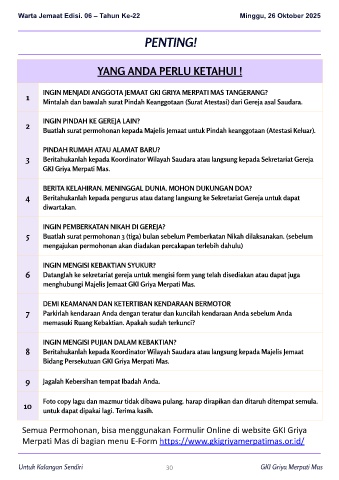 Warta Jemaat Edisi. 06 – Tahun Ke-22 Minggu, 26 Oktober 2025
PENTING!
YANG ANDA PERLU KETAHUI !
1 INGIN MENJADI ANGGOTA JEMAAT GKI GRIYA MERPATI MAS TANGERANG?
Mintalah dan bawalah surat Pindah Keanggotaan (Surat Atestasi) dari Gereja asal Saudara.
2 INGIN PINDAH KE GEREJA LAIN?
Buatlah surat permohonan kepada Majelis Jemaat untuk Pindah keanggotaan (Atestasi Keluar).
3 PINDAH RUMAH ATAU ALAMAT BARU?
Beritahukanlah kepada Koordinator Wilayah Saudara atau langsung kepada Sekretariat Gereja
GKI Griya Merpati Mas.
4 BERITA KELAHIRAN. MENINGGAL DUNIA. MOHON DUKUNGAN DOA?
Beritahukanlah kepada pengurus atau datang langsung ke Sekretariat Gereja untuk dapat
diwartakan.
5 INGIN PEMBERKATAN NIKAH DI GEREJA?
Buatlah surat permohonan 3 (tiga) bulan sebelum Pemberkatan Nikah dilaksanakan. (sebelum
mengajukan permohonan akan diadakan percakapan terlebih dahulu)
6 INGIN MENGISI KEBAKTIAN SYUKUR?
Datanglah ke sekretariat gereja untuk mengisi form yang telah disediakan atau dapat juga
menghubungi Majelis Jemaat GKI Griya Merpati Mas.
7 DEMI KEAMANAN DAN KETERTIBAN KENDARAAN BERMOTOR
Parkirlah kendaraan Anda dengan teratur dan kuncilah kendaraan Anda sebelum Anda
memasuki Ruang Kebaktian. Apakah sudah terkunci?
8 INGIN MENGISI PUJIAN DALAM KEBAKTIAN?
Beritahukanlah kepada Koordinator Wilayah Saudara atau langsung kepada Majelis Jemaat
Bidang Persekutuan GKI Griya Merpati Mas.
9 Jagalah Kebersihan tempat Ibadah Anda.
10 Foto copy lagu dan mazmur tidak dibawa pulang. harap dirapikan dan ditaruh ditempat semula.
untuk dapat dipakai lagi. Terima kasih.
Semua Permohonan, bisa menggunakan Formulir Online di website GKI Griya
Merpati Mas di bagian menu E-Form https://www.gkigriyamerpatimas.or.id/
Untuk Kalangan Sendiri 30 GKI Griya Merpati Mas